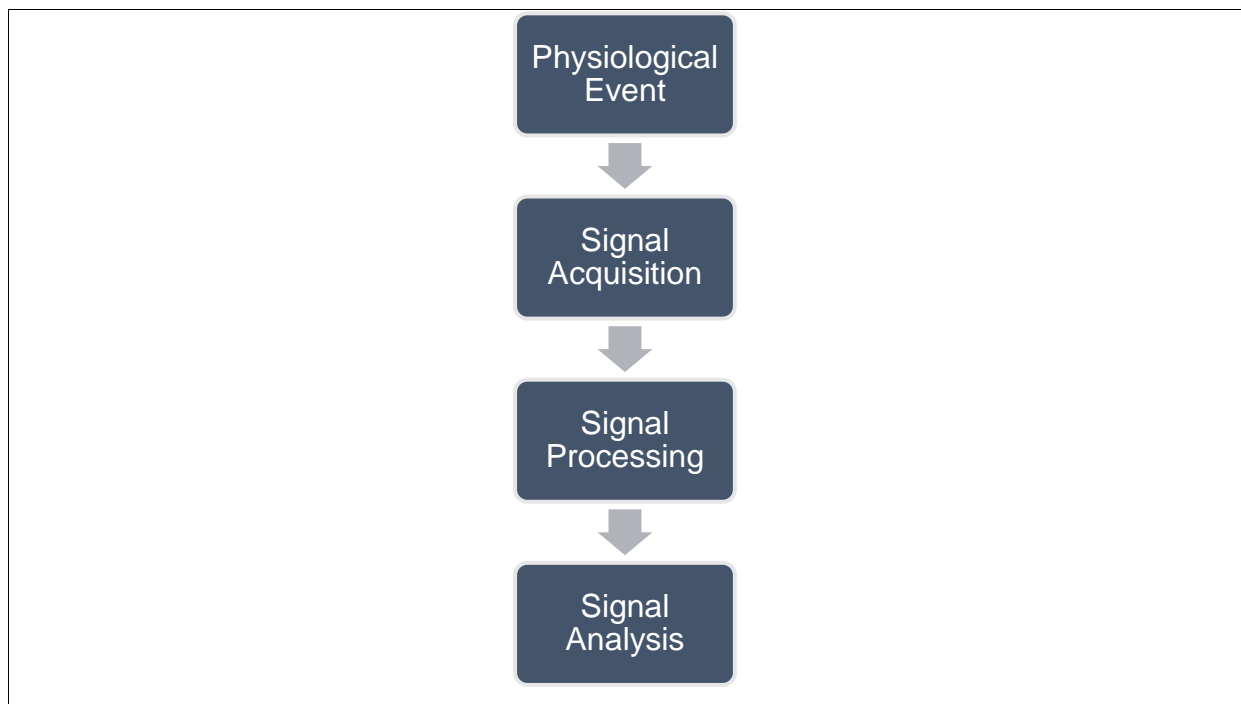 Physiological
Event
Signal
Acquisition
Signal
Processing
Signal
Analysis